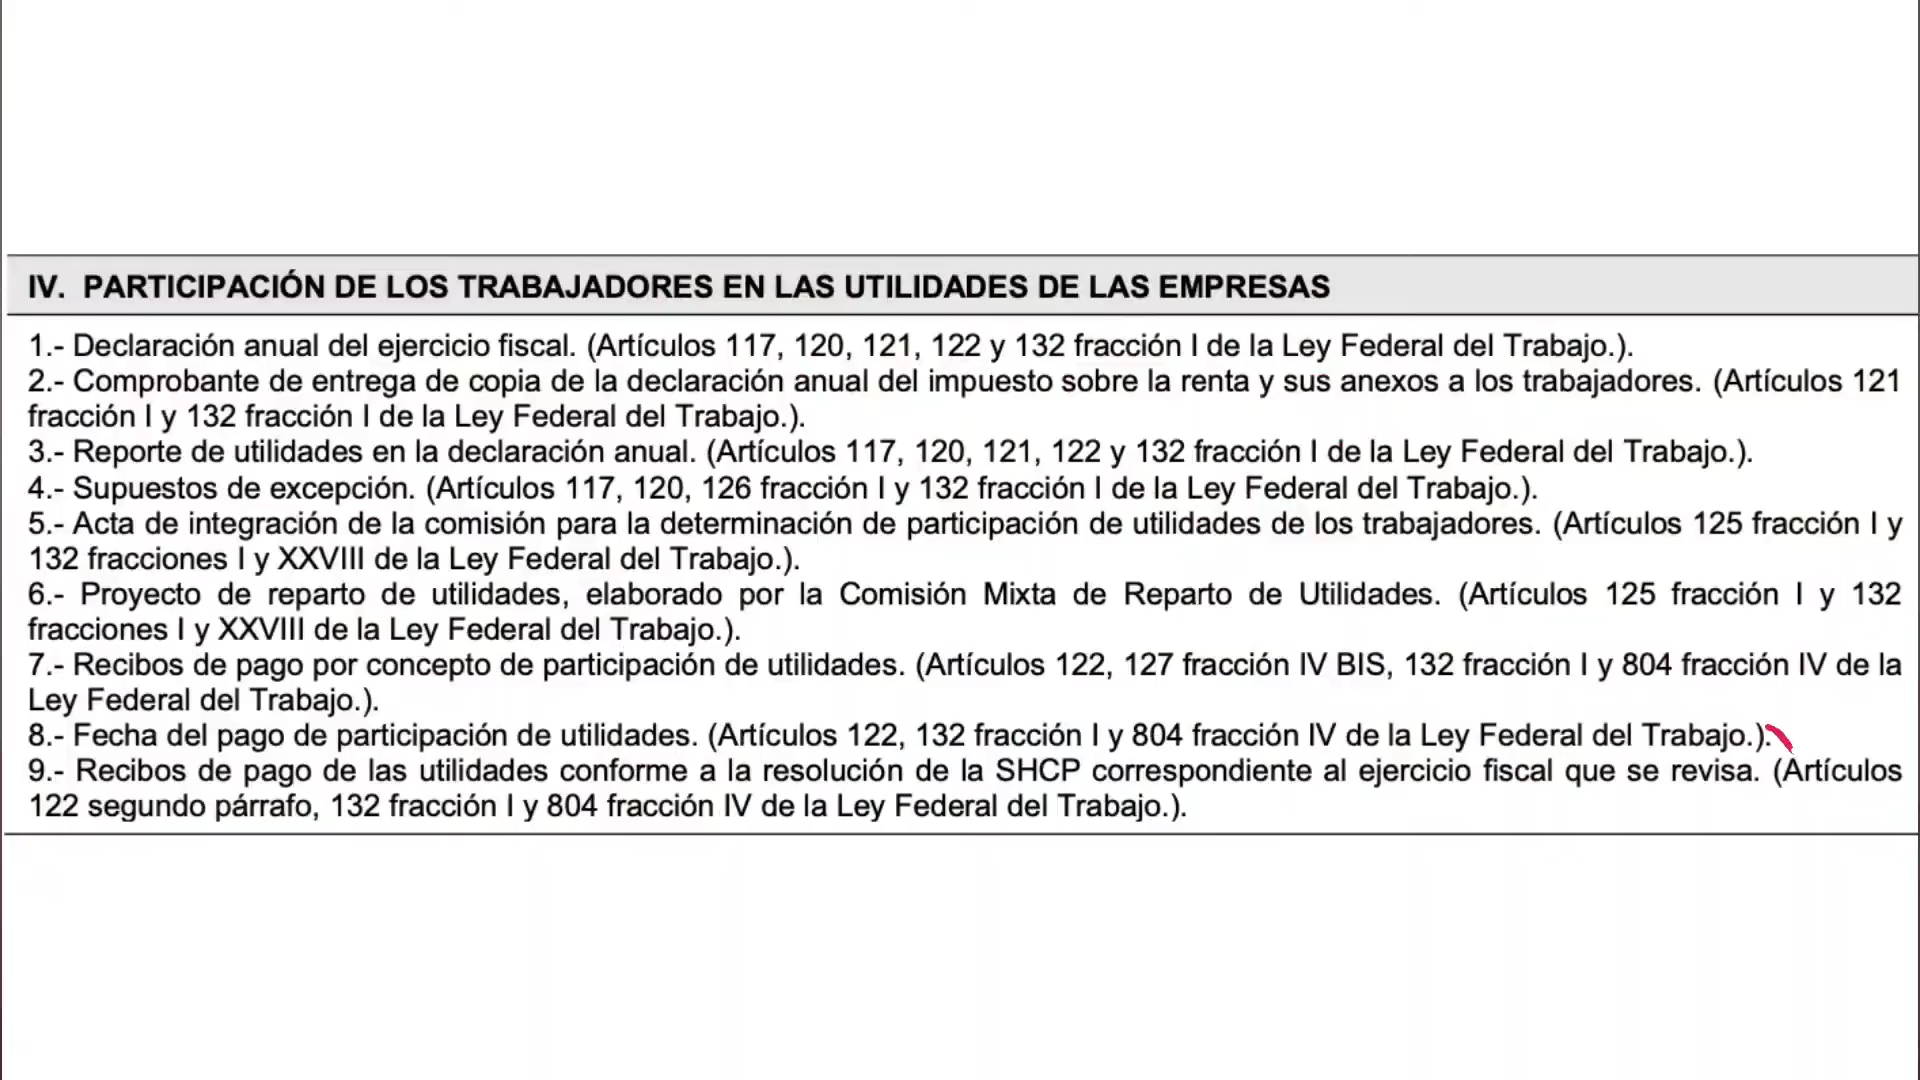 IV. PARTICIPACIÓN DE LOS TRABAJADORES EN LAS UTILIDADES DE LAS EMPRESAS
1.- Declaración anual del ejercicio fiscal. (Artículos 117, 120, 121, 122 y 132 fracción I de la Ley Federal del Trabajo.).
2.- Comprobante de entrega de copia de la declaración anual del impuesto sobre la renta y sus anexos a los trabajadores. (Artículos 121
fracción I y 132 fracción I de la Ley Federal del Trabajo.).
3.- Reporte de utilidades en la declaración anual. (Artículos 117, 120, 121, 122 y 132 fracción I de la Ley Federal del Trabajo.).
4.- Supuestos de excepción. (Artículos 117, 120, 126 fracción I y 132 fracción I de la Ley Federal del Trabajo.).
5.- Acta de integración de la comisión para la determinación de participación de utilidades de los trabajadores. (Artículos 125 fracción I y
132 fracciones I y XXVIII de la Ley Federal del Trabajo.).
6.- Proyecto de reparto de utilidades, elaborado por la Comisión Mixta de Reparto de Utilidades. (Artículos 125 fracción I y 132
fracciones I y XXVIII de la Ley Federal del Trabajo.).
7.- Recibos de pago por concepto de participación de utilidades. (Artículos 122, 127 fracción IV BIS, 132 fracción I y 804 fracción IV de la
Ley Federal del Trabajo.).
8.- Fecha del pago de participación de utilidades. (Artículos 122, 132 fracción I y 804 fracción IV de la Ley Federal del Trabajo.).
9.- Recibos de pago de las utilidades conforme a la resolución de la SHCP correspondiente al ejercicio fiscal que se revisa. (Artículos
122 segundo párrafo, 132 fracción I y 804 fracción IV de la Ley Federal del Trabajo.).